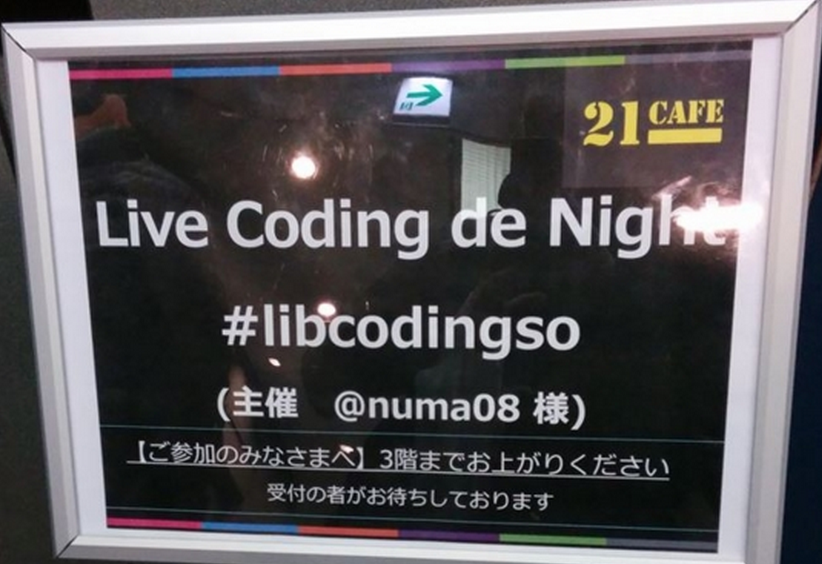 21 CAFE
Live Coding de Night
#libcodingso
(主催　@numa08 様)
【ご参加のみなさまへ】3階までお上がりください
受付の者がお待ちしております